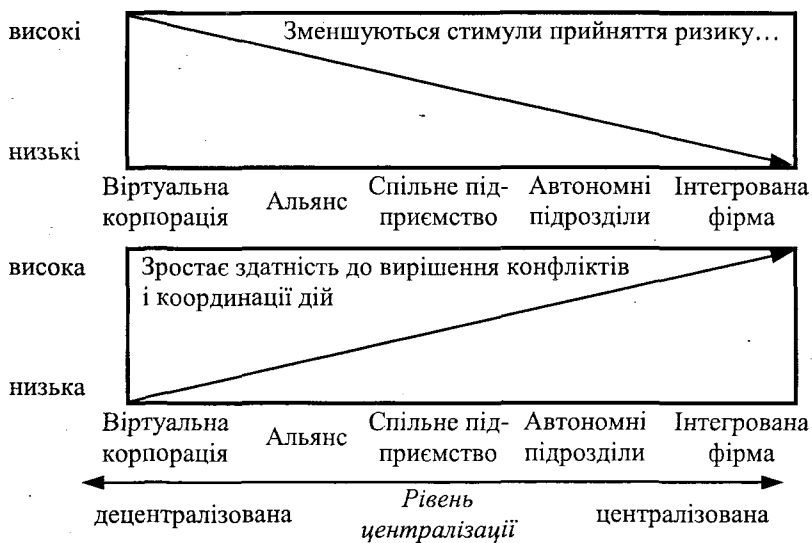 високі
Зменшуються стимули прийняття ризику…
низькі
Віртуальна корпорація
Альянс
Спільне під-
приємство
Автономні
підрозділи
Інтегрована
фірма
висока
Зростає здатність до вирішення конфліктів
і координації дій
низька
Віртуальна
корпорація
Альянс
Спільне під-
приємство
Автономні
підрозділи
Інтегрована
фірма
децентралізована
Рівень
централізації
централізована